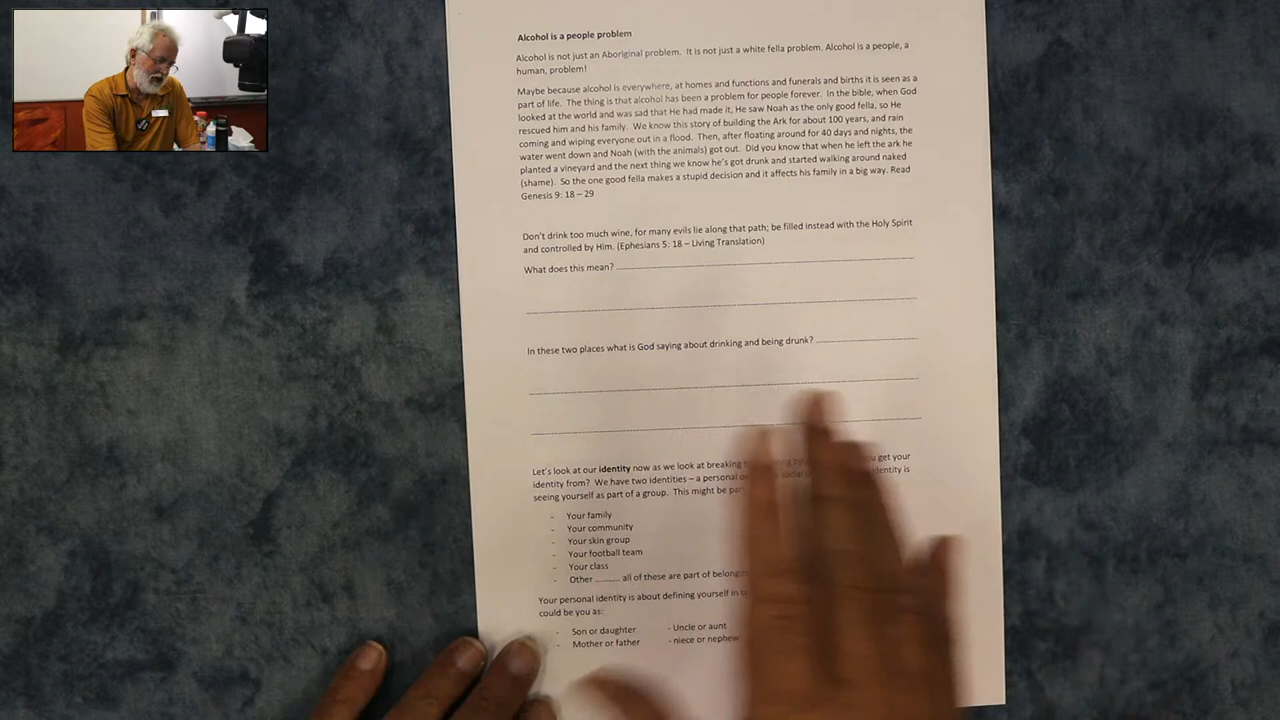 Alcohol is a people problem
Alcohol is not just an Aboriginal problem. It is not just a white fella problem. Alcohol is a people, a
human, problem!
Maybe because alcohol is everywhere, at homes and functions and funerals and births it is seen as a
part of life. The thing is that alcohol has been a problem for people forever. In the bible, when God
looked at the world and was sad that He had made it, He saw Noah as the only good fella, so He
rescued him and his family. We know this story of building the Ark for about 100 years, and rain
coming and wiping everyone out in a flood. Then, after floating around for 40 days and nights, the
water went down and Noah (with the animals) got out. Did you know that when he left the ark he
planted a vineyard and the next thing we know he's got drunk and started walking around naked
(shame). So the one good fella makes a stupid decision and it affects his family in a big way. Read
Genesis 9: 18 – 29
Don't drink too much wine, for many evils lie along that path; be filled instead with the Holy Spirit
and controlled by Him. (Ephesians 5: 18 – Living Translation)
What does this mean?
In these two places what is God saying about drinking and being drunk?
Let's look at our identity now as we look at breaking you get your
identity from? We have two identities – a personal identity is
seeing yourself as part of a group. This might be
- Your family
- Your community
- Your skin group
- Your football team
- Your class
- Other ........ all of these are part of
Your personal identity is about defining yourself in
could be you as:
- Son or daughter - Uncle or aunt
- Mother or father - niece or nephew